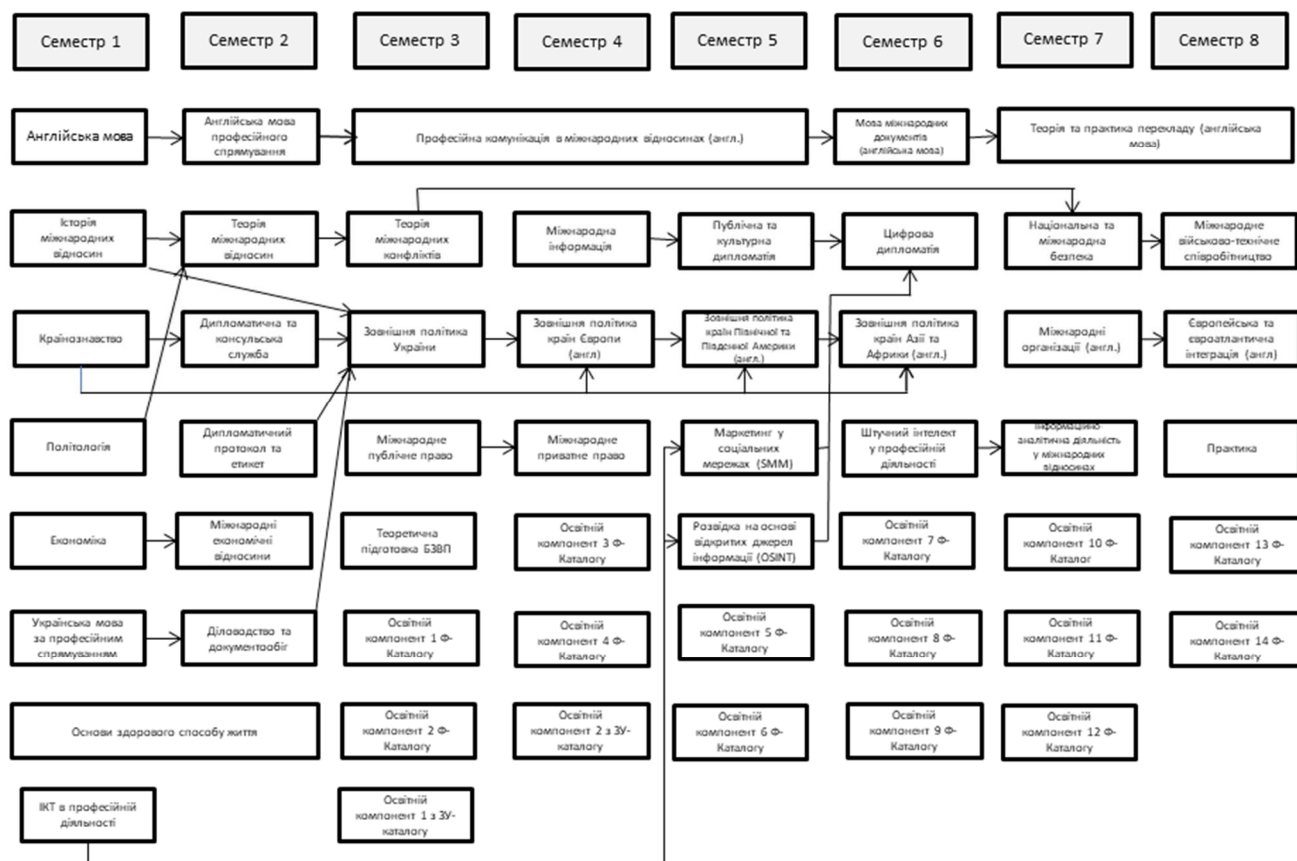 Семестр 1
Семестр 2
Семестр 3
Семестр 4
Семестр 5
Семестр 6
Семестр 7
Семестр 8
Англійська мова
Англійська мова
професійного
спрямування
Професійна комунікація в міжнародних відносинах (англ.)
Мова міжнародних
документів
(англійська мова)
Теорія та практика перекладу (англійська
мова)
Історія
міжнародних
відносин
Теорія
міжнародних
відносин
Теорія
міжнародних
конфліктів
Міжнародна
інформація
Публічна та
культурна
дипломатія
Цифрова
дипломатія
Національна та
міжнародна
безпека
Міжнародне
військово-технічне
співробітництво
Країнознавство
Дипломатична та
консульська
служба
Зовнішня політика
України
Зовнішня політика
країн Європи
(англ)
Зовнішня політика
країн Північної та
Південної Америки
(англ.)
Зовнішня політика
країн Азії та
Африки (англ.)
Міжнародні
організації (англ.)
Європейська та
євроатлантична
інтеграція (англ)
Політологія
Дипломатичний
протокол та
етикет
Міжнародне
публічне право
Міжнародне
приватне право
Маркетинг у
соціальних
мережах (SMM)
Штучний інтелект
у професійній
діяльності
Інформаційно-
аналітична діяльність
у міжнародних
відносинах
Практика
Економіка
Міжнародні
економічні
відносини
Теоретична
підготовка БЗВП
Освітній
компонент 3 Ф-
Каталогу
Розвідка на основі
відкритих джерел
інформації (OSINT)
Освітній
компонент 7 Ф-
Каталогу
Освітній
компонент 10 Ф-
Каталог
Освітній
компонент 13 Ф-
Каталогу
Українська мова
за професійним
спрямуванням
Діловодство та
документообіг
Освітній
компонент 1 Ф-
Каталогу
Освітній
компонент 4 Ф-
Каталогу
Освітній
компонент 5 Ф-
Каталогу
Освітній
компонент 8 Ф-
Каталогу
Освітній
компонент 11 Ф-
Каталогу
Освітній
компонент 14 Ф-
Каталогу
Основи здорового способу життя
Освітній
компонент 2 Ф-
Каталогу
Освітній
компонент 2 з ЗУ-
каталогу
Освітній
компонент 6 Ф-
Каталогу
Освітній
компонент 9 Ф-
Каталогу
Освітній
компонент 12 Ф-
Каталогу
ІКТ в професійній
діяльності
Освітній
компонент 1 з ЗУ-
каталогу